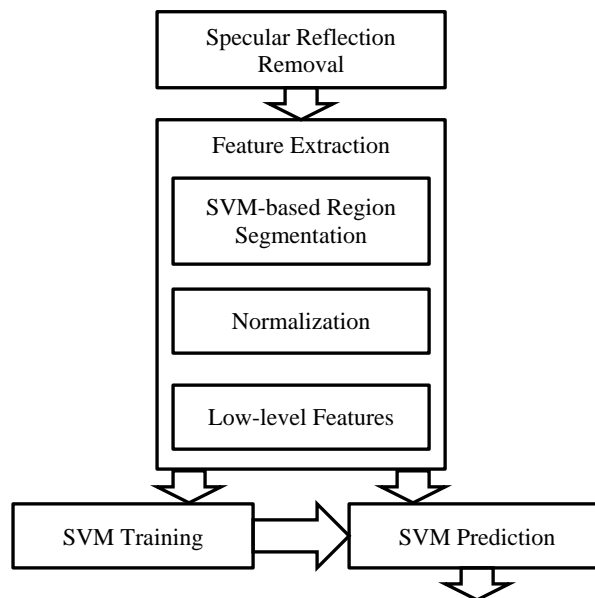 Specular Reflection
Removal
Feature Extraction
SVM-based Region
Segmentation
Normalization
Low-level Features
SVM Training
SVM Prediction